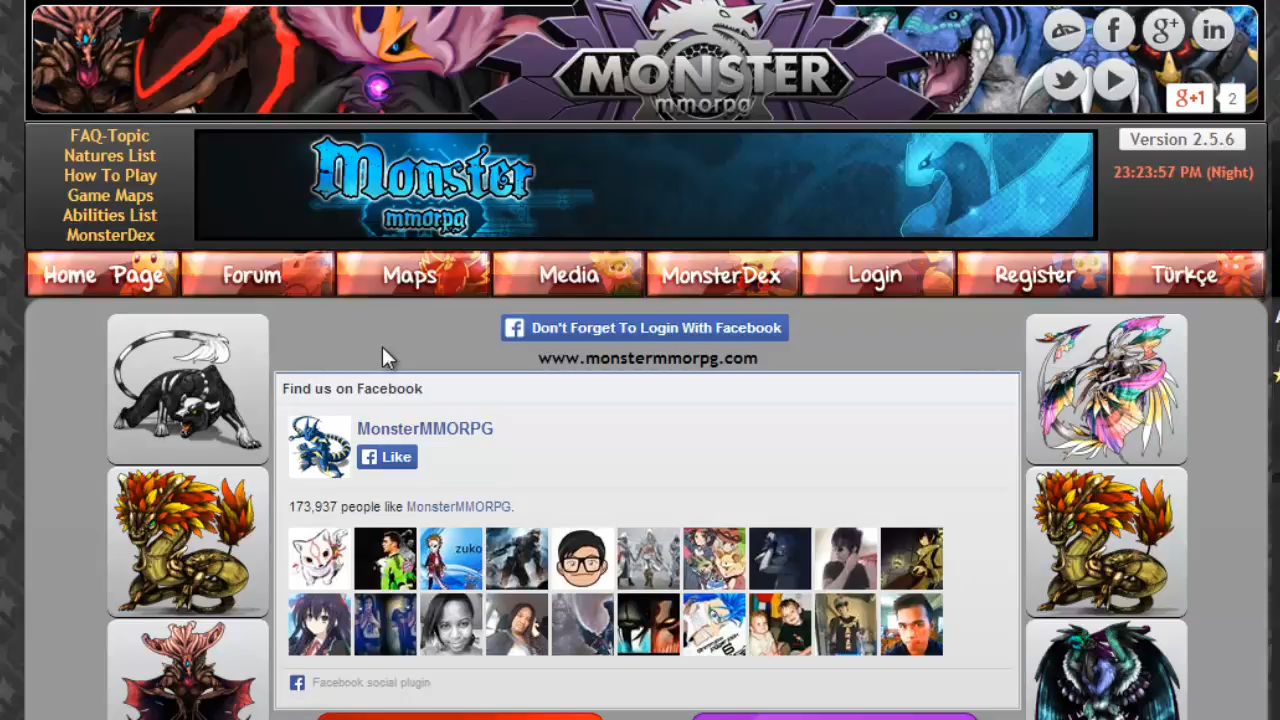 MONSTER
mmorpg
g+1 2
FAQ-Topic
Natures List
How To Play
Game Maps
Abilities List
MonsterDex
Monster
mmorpg
Version 2.5.6
23:23:57 PM (Night)
Home Page Forum Maps Media MonsterDex Login Register Türkçe
Don't Forget To Login With Facebook
www.monstermmorpg.com
Find us on Facebook
MonsterMMORPG
Like
173,937 people like MonsterMMORPG.
zuko
Facebook social plugin